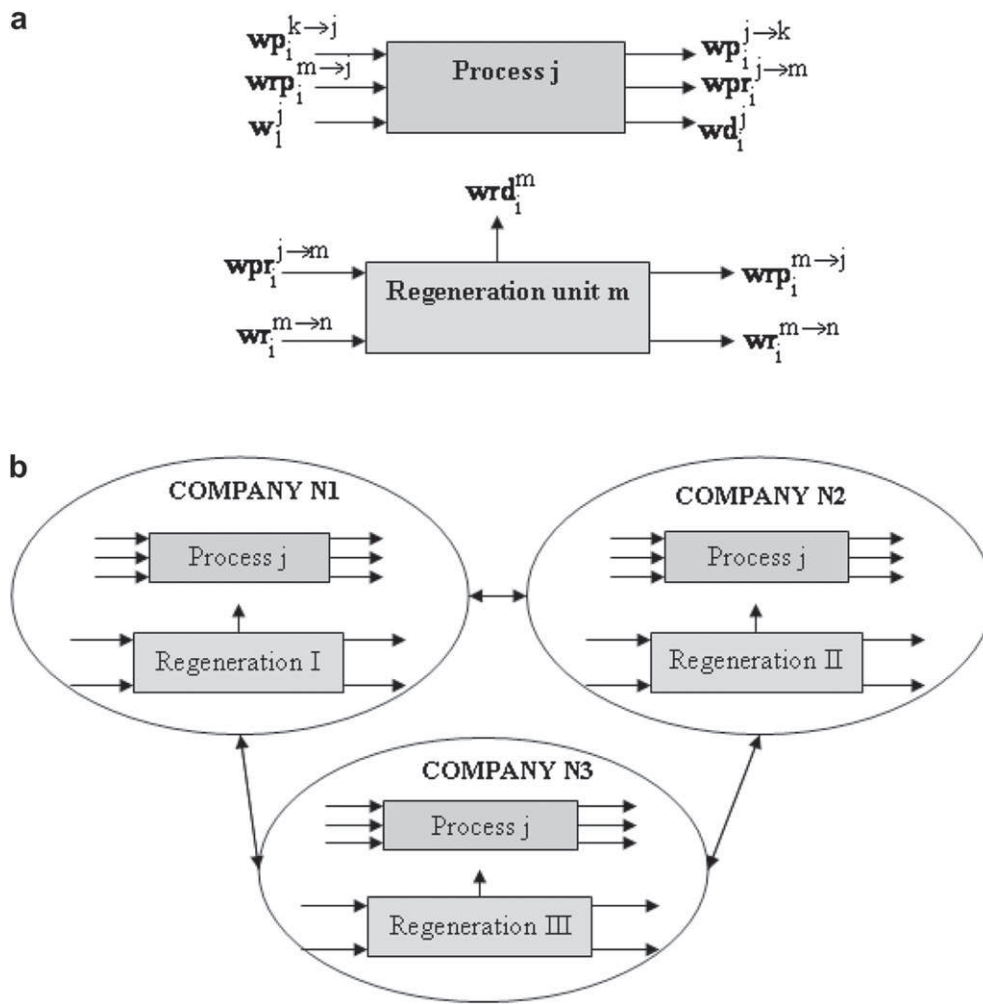 a
wp_i^{k→j}
wrp_i^{m→j}
w_i^j
Process j
wp_i^{j→k}
wpr_i^{j→m}
wd_i^j
wrd_i^m
wpr_i^{j→m}
wr_i^{m→n}
Regeneration unit m
wrp_i^{m→j}
wr_i^{m→n}
b
COMPANY N1
Process j
Regeneration I
COMPANY N2
Process j
Regeneration II
COMPANY N3
Process j
Regeneration III